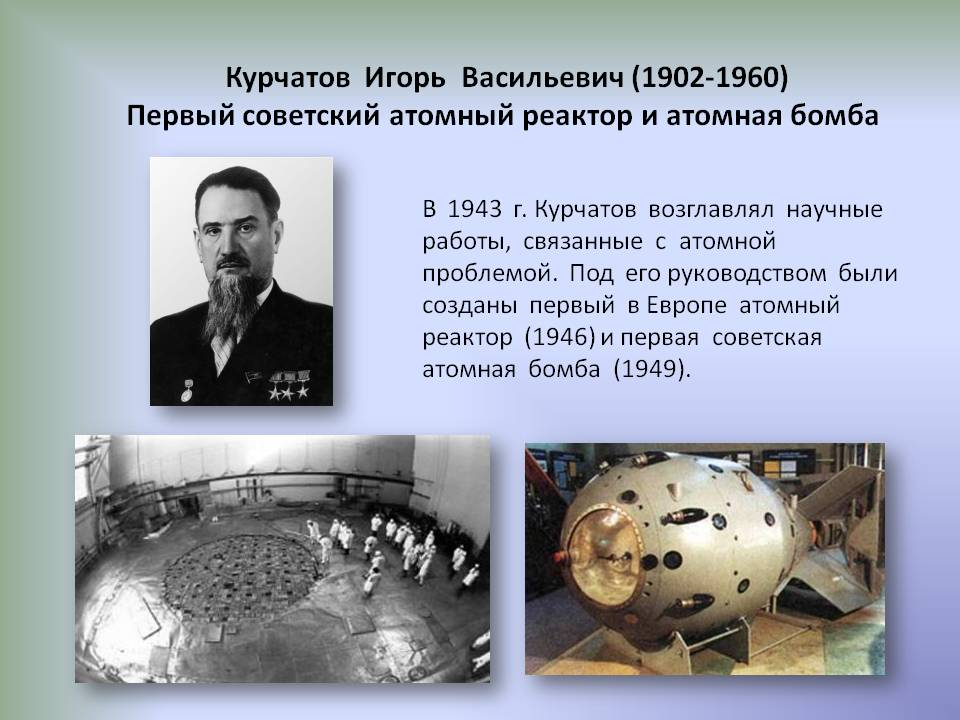 Курчатов Игорь Васильевич (1902-1960)
Первый советский атомный реактор и атомная бомба
В 1943 г. Курчатов возглавлял научные
работы, связанные с атомной
проблемой. Под его руководством были
созданы первый в Европе атомный
реактор (1946) и первая советская
атомная бомба (1949).